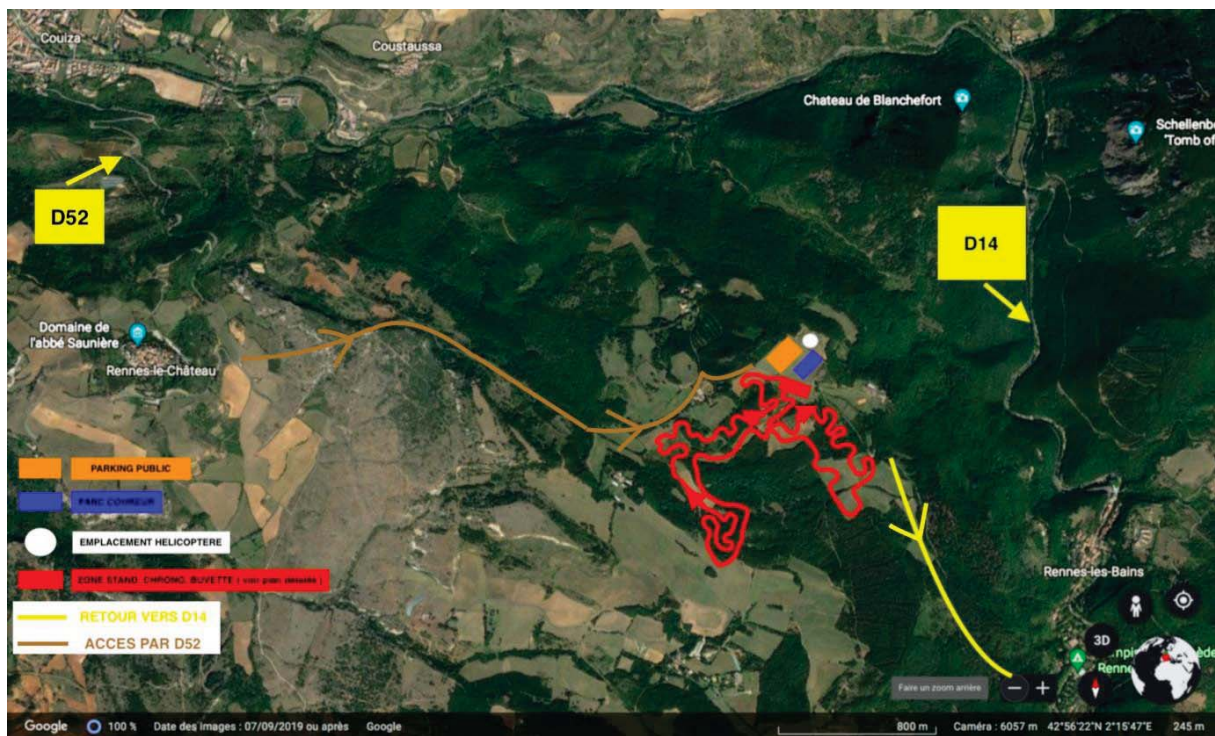 Couiza
Coustaussa
Chateau de Blanchefort
Schellenbe
'Tomb of
D52
D14
Domaine de
l'abbé Saunière
Rennes-le-Château
PARKING PUBLIC
PARC COUREUR
EMPLACEMENT HELICOPTERE
ZONE STAND. CHRONO. BUVETTE ( voir plan détaillé )
RETOUR VERS D14
ACCES PAR D52
Rennes-les-Bains
3D
Renne
Faire un zoom arrière
Google 100 % Date des images : 07/09/2019 ou après Google 800 m Caméra : 6057 m 42°56'22"N 2°15'47"E 245 m